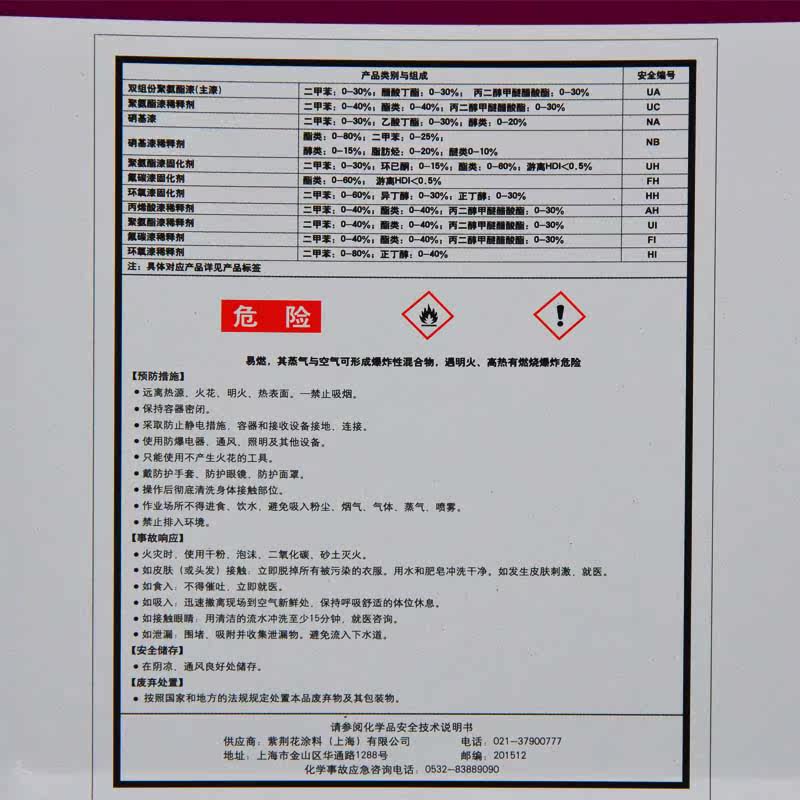 产品类别与组成 安全编号
双组份聚氨酯漆(主漆) 二甲苯：0-30%；醋酸丁酯：0-30%； 丙二醇甲醚醋酸酯：0-30% UA
聚氨酯漆稀释剂 二甲苯：0-40%；酯类：0-40%；丙二醇甲醚醋酸酯：0-30% UC
硝基漆 二甲苯：0-30%；乙酸丁酯：0-30%；醇类：0-20% NA
硝基漆稀释剂 酯类：0-80%；二甲苯：0-25%； NB
醇类：0-15%；脂肪烃：0-20%；醚类0-10%
聚氨酯漆固化剂 二甲苯：0-30%；环已酮：0-15%；酯类：0-60%；游离HDI<0.5% UH
氟碳漆固化剂 酯类：0-60%； 游离HDI<0.5% FH
环氧漆固化剂 二甲苯：0-60%；异丁醇：0-30%；正丁醇：0-30% HH
丙烯酸漆稀释剂 二甲苯：0-40%；酯类：0-40%；丙二醇甲醚醋酸酯：0-30% AH
聚氨酯漆稀释剂 二甲苯：0-40%；酯类：0-40%；丙二醇甲醚醋酸酯：0-30% UI
氟碳漆稀释剂 二甲苯：0-40%；酯类：0-40%；丙二醇甲醚醋酸酯：0-30% FI
环氧漆稀释剂 二甲苯：0-80%；正丁醇：0-40% HI
注：具体对应产品详见产品标签
危 险
易燃，其蒸气与空气可形成爆炸性混合物，遇明火、高热有燃烧爆炸危险
【预防措施】
● 远离热源、火花、明火、热表面。—禁止吸烟。
● 保持容器密闭。
● 采取防止静电措施、容器和接收设备接地、连接。
● 使用防爆电器、通风、照明及其他设备。
● 只能使用不产生火花的工具。
● 戴防护手套、防护眼镜、防护面罩。
● 操作后彻底清洗身体接触部位。
● 作业场所不得进食、饮水、避免吸入粉尘、烟气、气体、蒸气、喷雾。
● 禁止排入环境。
【事故响应】
● 火灾时、使用干粉、泡沫、二氧化碳、砂土灭火。
● 如皮肤（或头发）接触：立即脱掉所有被污染的衣服。用水和肥皂冲洗干净。如发生皮肤刺激、就医。
● 如食入：不得催吐、立即就医。
● 如吸入：迅速撤离现场到空气新鲜处、保持呼吸舒适的体位休息。
● 如接触眼睛：用清洁的流水冲洗至少15分钟，就医咨询。
● 如泄漏：围堵、吸附并收集泄漏物。避免流入下水道。
【安全储存】
● 在阴凉、通风良好处储存。
【废弃处置】
● 按照国家和地方的法规规定处置本品废弃物及其包装物。
请参阅化学品安全技术说明书
供应商：紫荆花涂料（上海）有限公司 电话：021-37900777
地址：上海市金山区华通路1288号 邮编：201512
化学事故应急咨询电话：0532-83889090